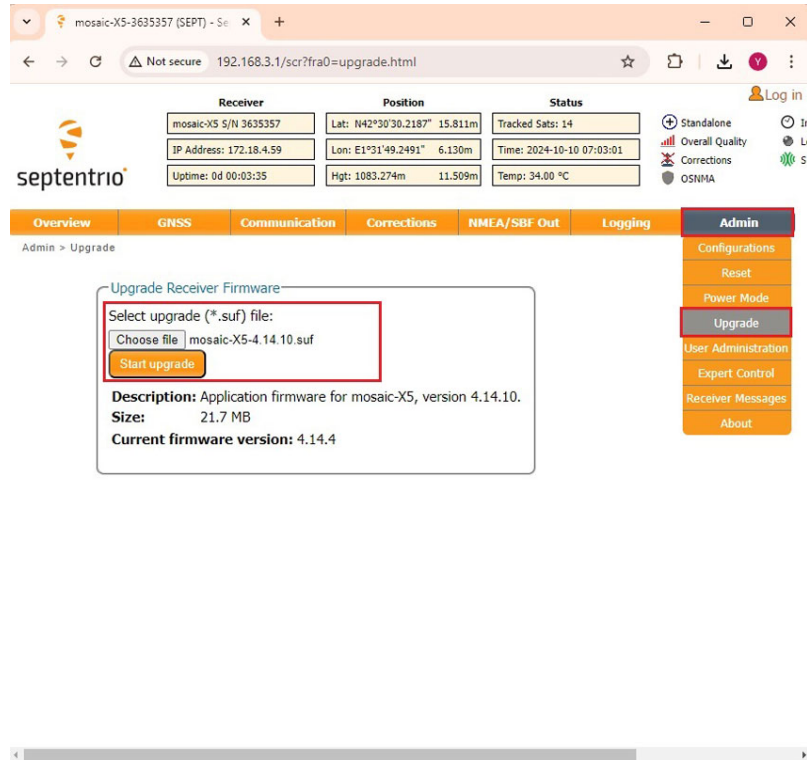 mosaic-X5-3635357 (SEPT) - Se
Not secure 192.168.3.1/scr?fra0=upgrade.html
Y
Log in
Receiver Position Status
mosaic-X5 S/N 3635357 Lat: N42°30'30.2187" 15.811m Tracked Sats: 14 Standalone
IP Address: 172.18.4.59 Lon: E1°31'49.2491" 6.130m Time: 2024-10-10 07:03:01 Overall Quality
Corrections
Uptime: 0d 00:03:35 Hgt: 1083.274m 11.509m Temp: 34.00 °C OSNMA
septentrio
Overview GNSS Communication Corrections NMEA/SBF Out Logging Admin
Admin > Upgrade
Configurations
Reset
Power Mode
Upgrade
User Administration
Expert Control
Receiver Messages
About
Upgrade Receiver Firmware
Select upgrade (*.suf) file:
Choose file mosaic-X5-4.14.10.suf
Start upgrade
Description: Application firmware for mosaic-X5, version 4.14.10.
Size: 21.7 MB
Current firmware version: 4.14.4